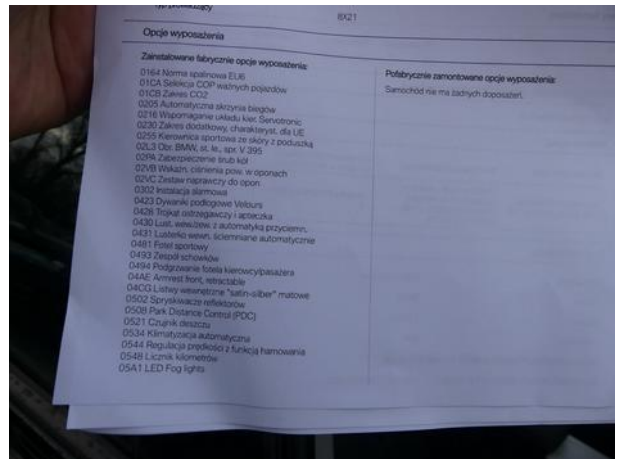 Typ prowadzący
8X21
Opcje wyposażenia
Zainstalowane fabrycznie opcje wyposażenia:
0164 Norma spalinowa EU6
01CA Selekcja COP ważnych pojazdów
01CB Zakres CO2
0205 Automatyczna skrzynia biegów
0216 Wspomaganie układu kier. Servotronic
0230 Zakres dodatkowy, charakteryst. dla UE
0255 Kierownica sportowa ze skóry z poduszką
02L3 Obr. BMW, st. le., spr. V 395
02PA Zabezpieczenie śrub kół
02VB Wskaźn. ciśnienia pow. w oponach
02VC Zestaw naprawczy do opon
0302 Instalacja alarmowa
0423 Dywaniki podłogowe Velours
0428 Trójkąt ostrzegawczy i apteczka
0430 Lust. wew/zew. z automatyką przyciemn.
0431 Lusterko wewn. ściemniane automatycznie
0481 Fotel sportowy
0493 Zespół schowków
0494 Podgrzwanie fotela kierowcy/pasażera
04AE Armrest front, retractable
04CG Listwy wewnętrzne "satin-silber" matowe
0502 Spryskiwacze reflektorów
0508 Park Distance Control (PDC)
0521 Czujnik deszczu
0534 Klimatyzacja automatyczna
0544 Regulacja prędkości z funkcją hamowania
0548 Licznik kilometrów
05A1 LED Fog lights
Pofabrycznie zamontowane opcje wyposażenia:
Samochód nie ma żadnych doposażeń.